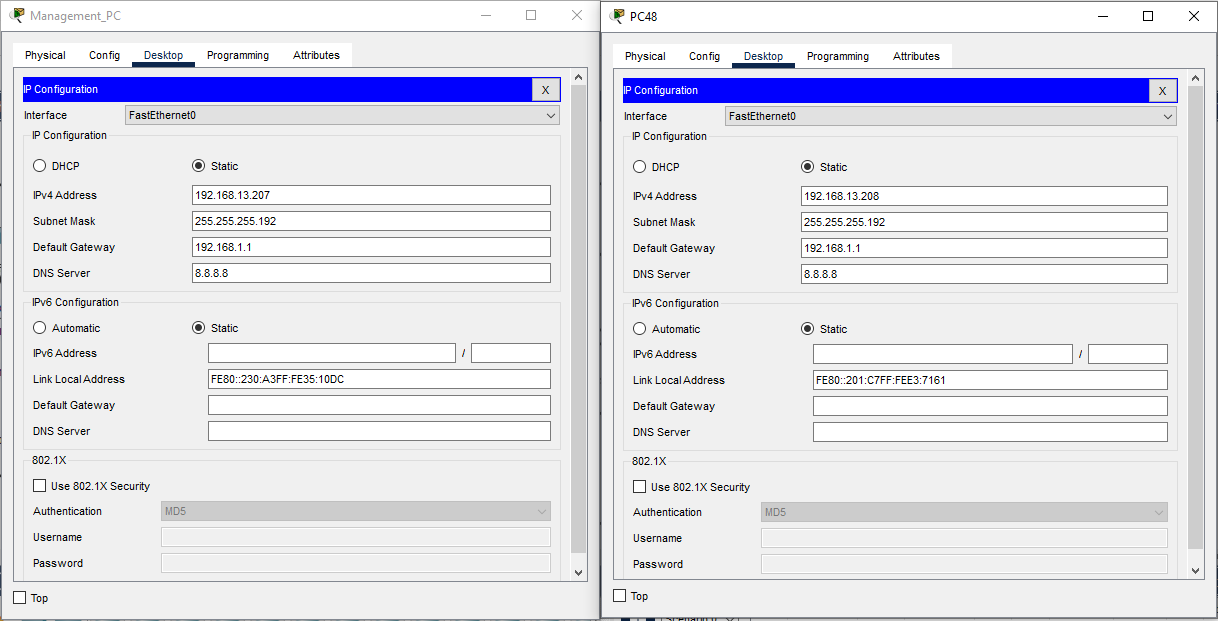 Management_PC
Physical Config Desktop Programming Attributes
IP Configuration X
Interface FastEthernet0
IP Configuration
DHCP Static
IPv4 Address 192.168.13.207
Subnet Mask 255.255.255.192
Default Gateway 192.168.1.1
DNS Server 8.8.8.8
IPv6 Configuration
Automatic Static
IPv6 Address /
Link Local Address FE80::230:A3FF:FE35:10DC
Default Gateway
DNS Server
802.1X
Use 802.1X Security
Authentication MD5
Username
Password
Top
PC48
Physical Config Desktop Programming Attributes
IP Configuration X
Interface FastEthernet0
IP Configuration
DHCP Static
IPv4 Address 192.168.13.208
Subnet Mask 255.255.255.192
Default Gateway 192.168.1.1
DNS Server 8.8.8.8
IPv6 Configuration
Automatic Static
IPv6 Address /
Link Local Address FE80::201:C7FF:FEE3:7161
Default Gateway
DNS Server
802.1X
Use 802.1X Security
Authentication MD5
Username
Password
Top